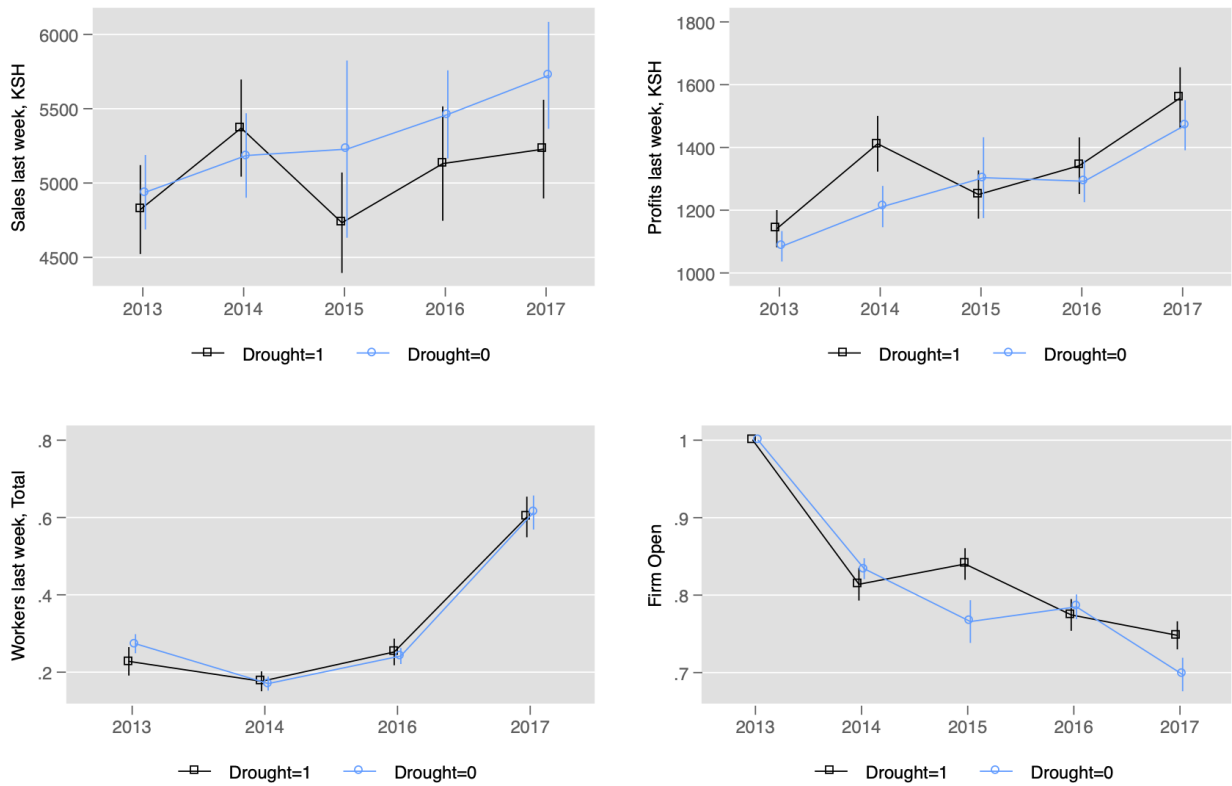 Sales last week, KSH
6000
5500
5000
4500
2013 2014 2015 2016 2017
Drought=1 Drought=0
Profits last week, KSH
1800
1600
1400
1200
1000
2013 2014 2015 2016 2017
Drought=1 Drought=0
Workers last week, Total
.8
.6
.4
.2
2013 2014 2016 2017
Drought=1 Drought=0
Firm Open
1
.9
.8
.7
2013 2014 2015 2016 2017
Drought=1 Drought=0